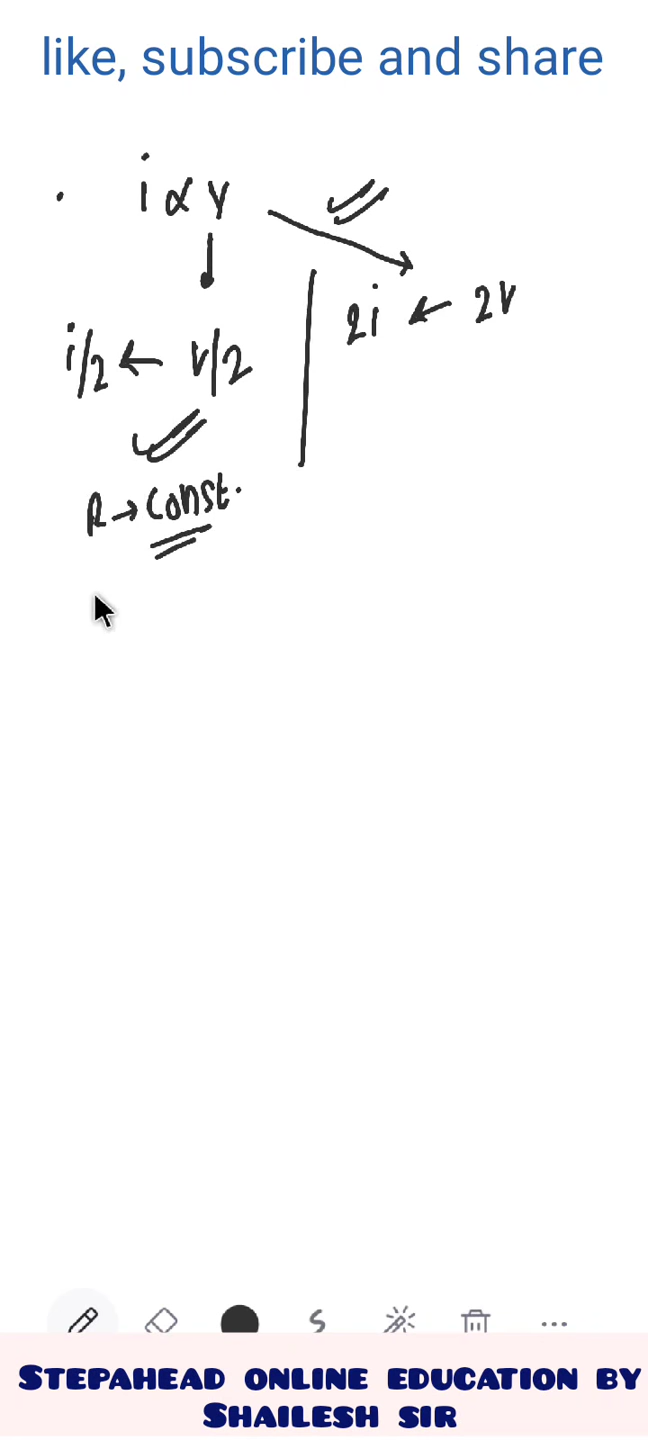 like, subscribe and share
i ∝ V
i/2 ← V/2
2i ← 2V
R → Const.
Stepahead online education by
Shailesh sir